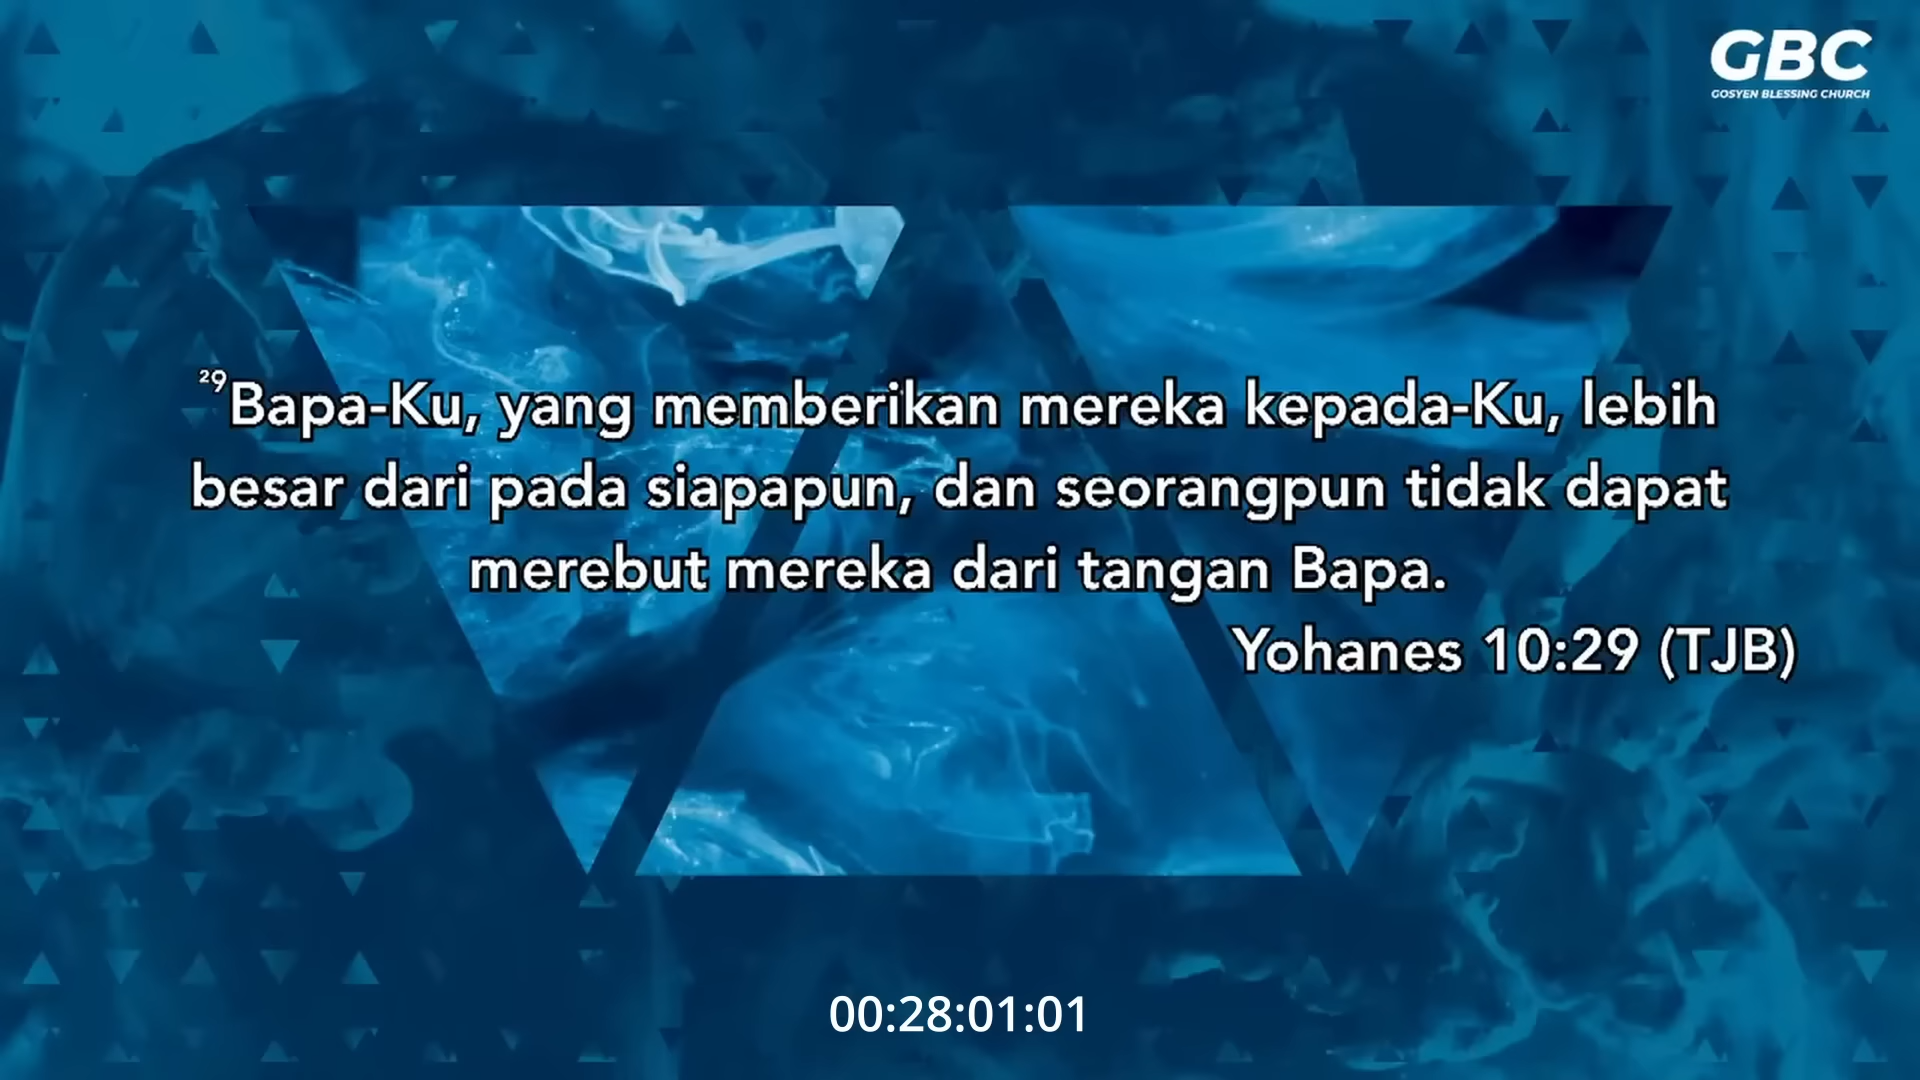 GBC
GOSYEN BLESSING CHURCH
²⁹Bapa-Ku, yang memberikan mereka kepada-Ku, lebih
besar dari pada siapapun, dan seorangpun tidak dapat
merebut mereka dari tangan Bapa.
Yohanes 10:29 (TJB)
00:28:01:01